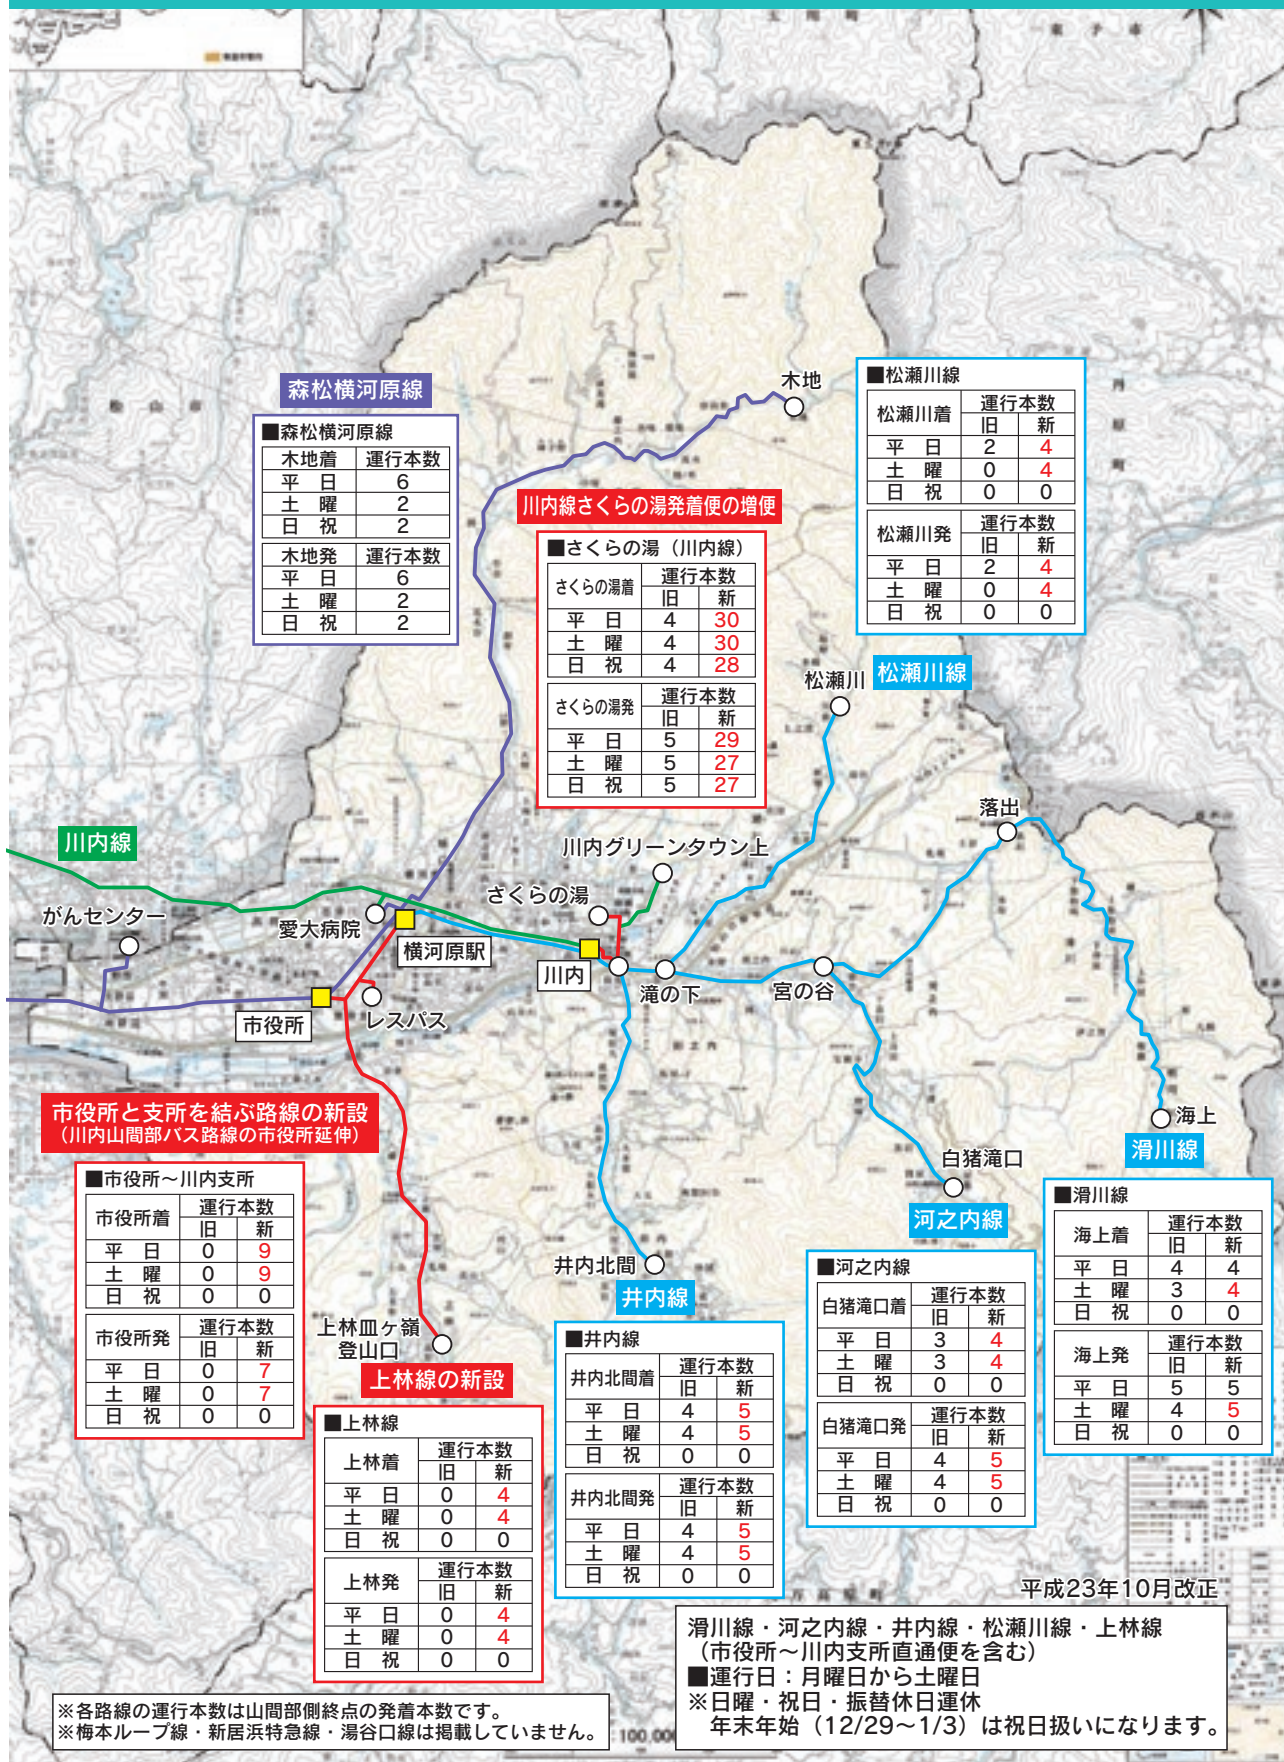 木地
森松横河原線
■森松横河原線
木地着 運行本数
平日 6
土曜 2
日祝 2
木地発 運行本数
平日 6
土曜 2
日祝 2
川内線さくらの湯発着便の増便
■さくらの湯（川内線）
さくらの湯着 運行本数
旧 新
平日 4 30
土曜 4 30
日祝 4 28
さくらの湯発 運行本数
旧 新
平日 5 29
土曜 5 27
日祝 5 27
■松瀬川線
松瀬川着 運行本数
旧 新
平日 2 4
土曜 0 4
日祝 0 0
松瀬川発 運行本数
旧 新
平日 2 4
土曜 0 4
日祝 0 0
松瀬川 松瀬川線
落出
川内線
川内グリーンタウン上
さくらの湯
がんセンター
愛大病院
横河原駅
川内
滝の下
宮の谷
市役所
レスパス
海上
滑川線
白猪滝口
河之内線
井内北間
井内線
上林皿ヶ嶺
登山口
上林線の新設
市役所と支所を結ぶ路線の新設
（川内山間部バス路線の市役所延伸）
■市役所～川内支所
市役所着 運行本数
旧 新
平日 0 9
土曜 0 9
日祝 0 0
市役所発 運行本数
旧 新
平日 0 7
土曜 0 7
日祝 0 0
■上林線
上林着 運行本数
旧 新
平日 0 4
土曜 0 4
日祝 0 0
上林発 運行本数
旧 新
平日 0 4
土曜 0 4
日祝 0 0
■井内線
井内北間着 運行本数
旧 新
平日 4 5
土曜 4 5
日祝 0 0
井内北間発 運行本数
旧 新
平日 4 5
土曜 4 5
日祝 0 0
■河之内線
白猪滝口着 運行本数
旧 新
平日 3 4
土曜 3 4
日祝 0 0
白猪滝口発 運行本数
旧 新
平日 4 5
土曜 4 5
日祝 0 0
■滑川線
海上着 運行本数
旧 新
平日 4 4
土曜 3 4
日祝 0 0
海上発 運行本数
旧 新
平日 5 5
土曜 4 5
日祝 0 0
平成23年10月改正
滑川線・河之内線・井内線・松瀬川線・上林線
（市役所～川内支所直通便を含む）
■運行日：月曜日から土曜日
※日曜・祝日・振替休日運休
年末年始（12/29～1/3）は祝日扱いになります。
※各路線の運行本数は山間部側終点の発着本数です。
※梅本ループ線・新居浜特急線・湯谷口線は掲載していません。